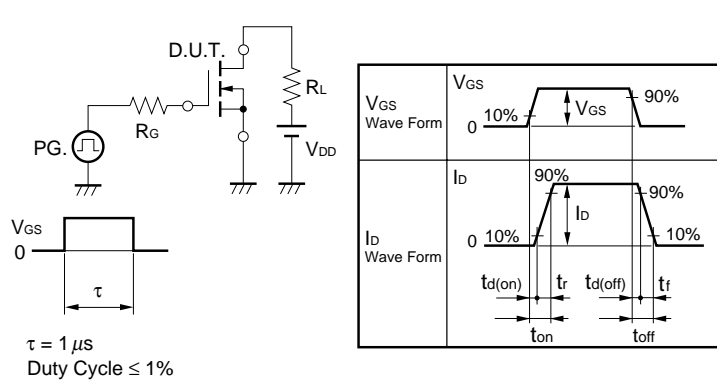 D.U.T.
RL
RG
PG.
VDD
VGS
0
τ
τ = 1 μs
Duty Cycle ≤ 1%
VGS
Wave Form
VGS
10%
0
VGS
90%
ID
Wave Form
ID
90%
90%
ID
0
10%
10%
td(on)
tr
td(off)
tf
ton
toff